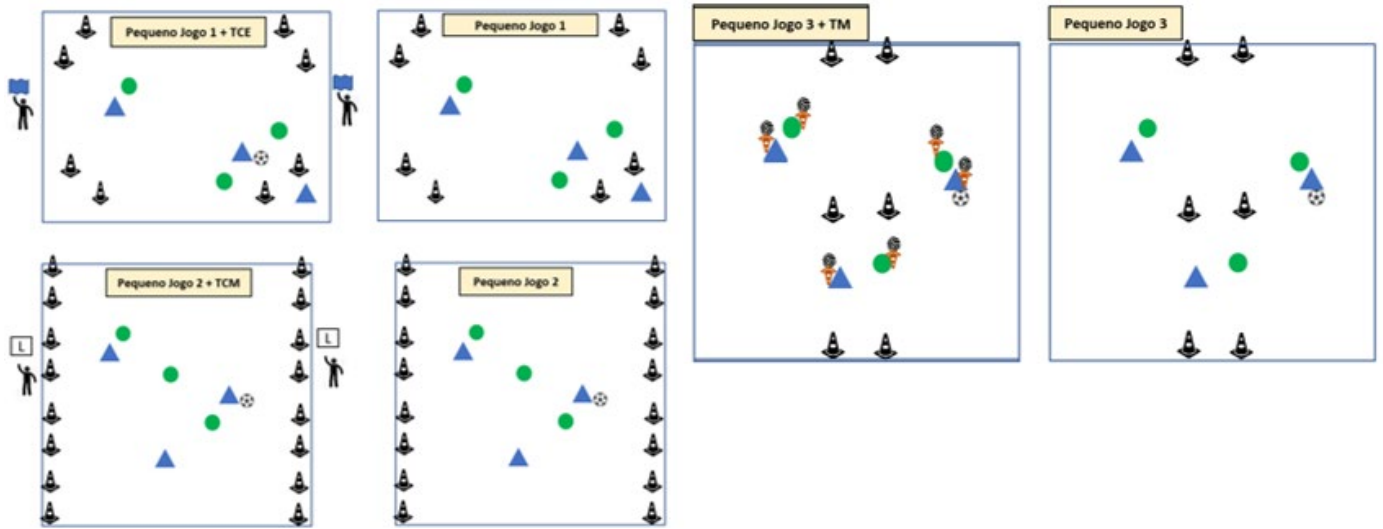 Pequeno Jogo 1 + TCE
Pequeno Jogo 1
Pequeno Jogo 3 + TM
Pequeno Jogo 3
Pequeno Jogo 2 + TCM
Pequeno Jogo 2
L
L